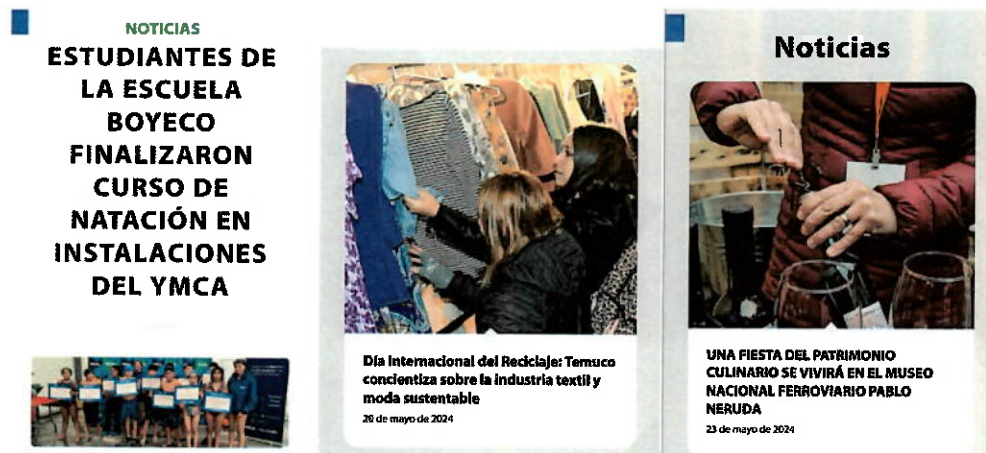 NOTICIAS
ESTUDIANTES DE
LA ESCUELA
BOYECO
FINALIZARON
CURSO DE
NATACIÓN EN
INSTALACIONES
DEL YMCA
Día Internacional del Reciclaje: Temuco
concientiza sobre la industria textil y
moda sustentable
20 de mayo de 2024
Noticias
UNA FIESTA DEL PATRIMONIO
CULINARIO SE VIVIRÁ EN EL MUSEO
NACIONAL FERROVIARIO PABLO
NERUDA
23 de mayo de 2024